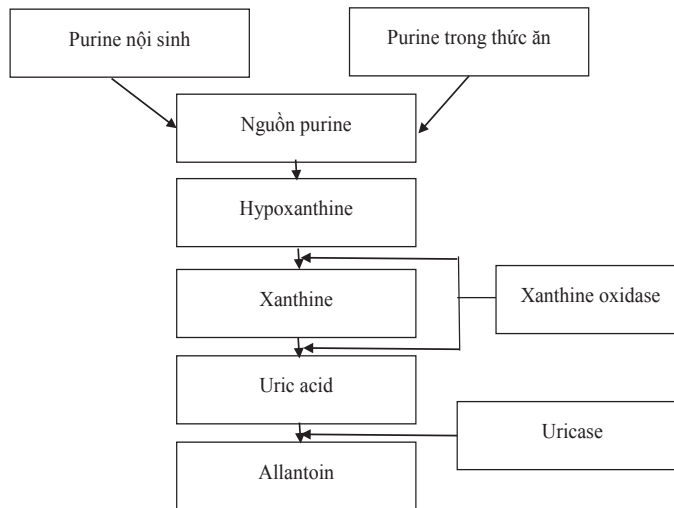 Purine nội sinh
Purine trong thức ăn
Nguồn purine
Hypoxanthine
Xanthine
Xanthine oxidase
Uric acid
Uricase
Allantoin